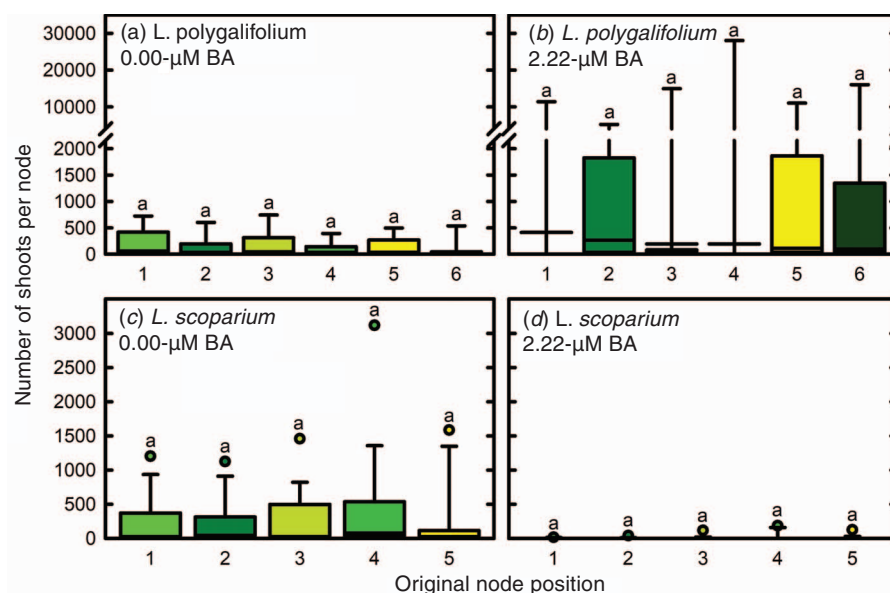 Number of shoots per node
(a) L. polygalifolium
0.00-µM BA
30000
20000
10000
2000
1500
1000
500
0
a a a a a a
1 2 3 4 5 6
(b) L. polygalifolium
2.22-µM BA
a a a a a a
1 2 3 4 5 6
(c) L. scoparium
0.00-µM BA
3000
2500
2000
1500
1000
500
0
a a a a a
1 2 3 4 5
(d) L. scoparium
2.22-µM BA
a a a a a
1 2 3 4 5
Original node position